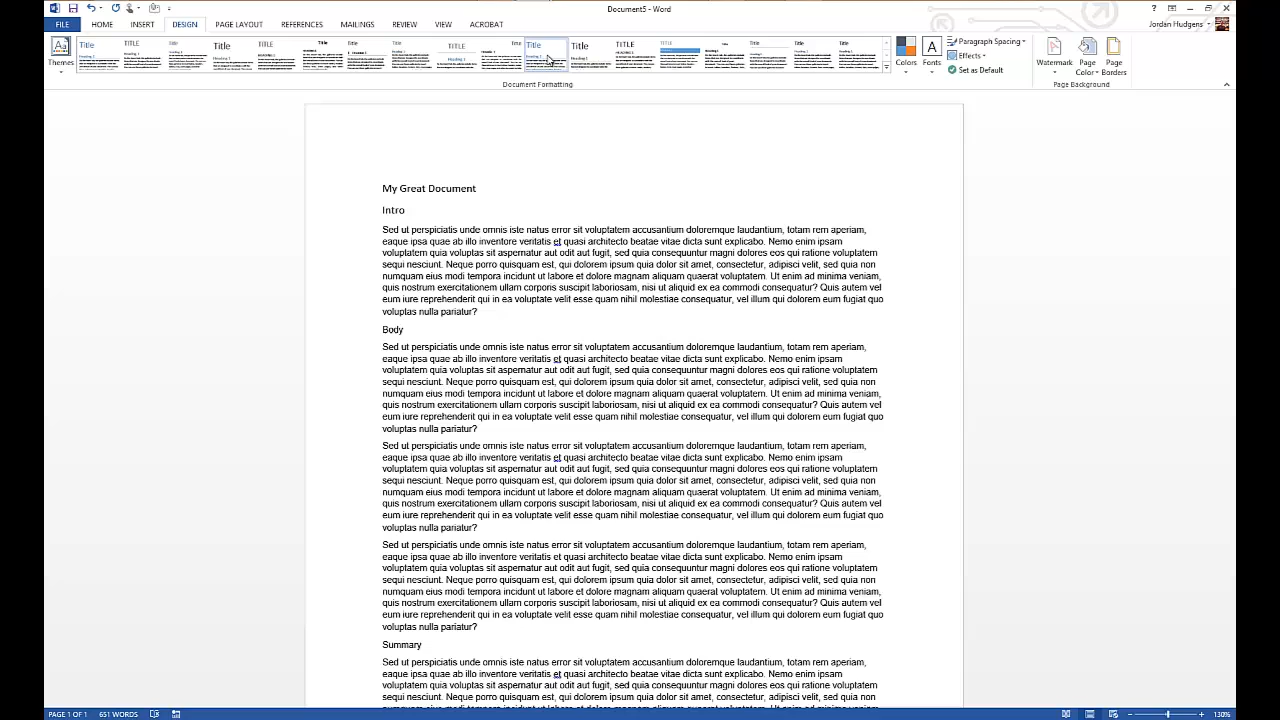 Document5 - Word
FILE HOME INSERT DESIGN PAGE LAYOUT REFERENCES MAILINGS REVIEW VIEW ACROBAT
Jordan Hudgens
Themes
Title TITLE Title Title TITLE Title Title Title TITLE Title Title Title TITLE TITLE Title Title Title Title
Colors
Fonts
Paragraph Spacing
Effects
Set as Default
Watermark
Page Color
Page Borders
Document Formatting
Page Background
My Great Document
Intro
Sed ut perspiciatis unde omnis iste natus error sit voluptatem accusantium doloremque laudantium, totam rem aperiam,
eaque ipsa quae ab illo inventore veritatis et quasi architecto beatae vitae dicta sunt explicabo. Nemo enim ipsam
voluptatem quia voluptas sit aspernatur aut odit aut fugit, sed quia consequuntur magni dolores eos qui ratione voluptatem
sequi nesciunt. Neque porro quisquam est, qui dolorem ipsum quia dolor sit amet, consectetur, adipisci velit, sed quia non
numquam eius modi tempora incidunt ut labore et dolore magnam aliquam quaerat voluptatem. Ut enim ad minima veniam,
quis nostrum exercitationem ullam corporis suscipit laboriosam, nisi ut aliquid ex ea commodi consequatur? Quis autem vel
eum iure reprehenderit qui in ea voluptate velit esse quam nihil molestiae consequatur, vel illum qui dolorem eum fugiat quo
voluptas nulla pariatur?
Body
Sed ut perspiciatis unde omnis iste natus error sit voluptatem accusantium doloremque laudantium, totam rem aperiam,
eaque ipsa quae ab illo inventore veritatis et quasi architecto beatae vitae dicta sunt explicabo. Nemo enim ipsam
voluptatem quia voluptas sit aspernatur aut odit aut fugit, sed quia consequuntur magni dolores eos qui ratione voluptatem
sequi nesciunt. Neque porro quisquam est, qui dolorem ipsum quia dolor sit amet, consectetur, adipisci velit, sed quia non
numquam eius modi tempora incidunt ut labore et dolore magnam aliquam quaerat voluptatem. Ut enim ad minima veniam,
quis nostrum exercitationem ullam corporis suscipit laboriosam, nisi ut aliquid ex ea commodi consequatur? Quis autem vel
eum iure reprehenderit qui in ea voluptate velit esse quam nihil molestiae consequatur, vel illum qui dolorem eum fugiat quo
voluptas nulla pariatur?
Sed ut perspiciatis unde omnis iste natus error sit voluptatem accusantium doloremque laudantium, totam rem aperiam,
eaque ipsa quae ab illo inventore veritatis et quasi architecto beatae vitae dicta sunt explicabo. Nemo enim ipsam
voluptatem quia voluptas sit aspernatur aut odit aut fugit, sed quia consequuntur magni dolores eos qui ratione voluptatem
sequi nesciunt. Neque porro quisquam est, qui dolorem ipsum quia dolor sit amet, consectetur, adipisci velit, sed quia non
numquam eius modi tempora incidunt ut labore et dolore magnam aliquam quaerat voluptatem. Ut enim ad minima veniam,
quis nostrum exercitationem ullam corporis suscipit laboriosam, nisi ut aliquid ex ea commodi consequatur? Quis autem vel
eum iure reprehenderit qui in ea voluptate velit esse quam nihil molestiae consequatur, vel illum qui dolorem eum fugiat quo
voluptas nulla pariatur?
Sed ut perspiciatis unde omnis iste natus error sit voluptatem accusantium doloremque laudantium, totam rem aperiam,
eaque ipsa quae ab illo inventore veritatis et quasi architecto beatae vitae dicta sunt explicabo. Nemo enim ipsam
voluptatem quia voluptas sit aspernatur aut odit aut fugit, sed quia consequuntur magni dolores eos qui ratione voluptatem
sequi nesciunt. Neque porro quisquam est, qui dolorem ipsum quia dolor sit amet, consectetur, adipisci velit, sed quia non
numquam eius modi tempora incidunt ut labore et dolore magnam aliquam quaerat voluptatem. Ut enim ad minima veniam,
quis nostrum exercitationem ullam corporis suscipit laboriosam, nisi ut aliquid ex ea commodi consequatur? Quis autem vel
eum iure reprehenderit qui in ea voluptate velit esse quam nihil molestiae consequatur, vel illum qui dolorem eum fugiat quo
voluptas nulla pariatur?
Summary
Sed ut perspiciatis unde omnis iste natus error sit voluptatem accusantium doloremque laudantium, totam rem aperiam,
eaque ipsa quae ab illo inventore veritatis et quasi architecto beatae vitae dicta sunt explicabo. Nemo enim ipsam
voluptatem quia voluptas sit aspernatur aut odit aut fugit, sed quia consequuntur magni dolores eos qui ratione voluptatem
sequi nesciunt. Neque porro quisquam est, qui dolorem ipsum quia dolor sit amet, consectetur, adipisci velit, sed quia non
PAGE 1 OF 1 651 WORDS 130%